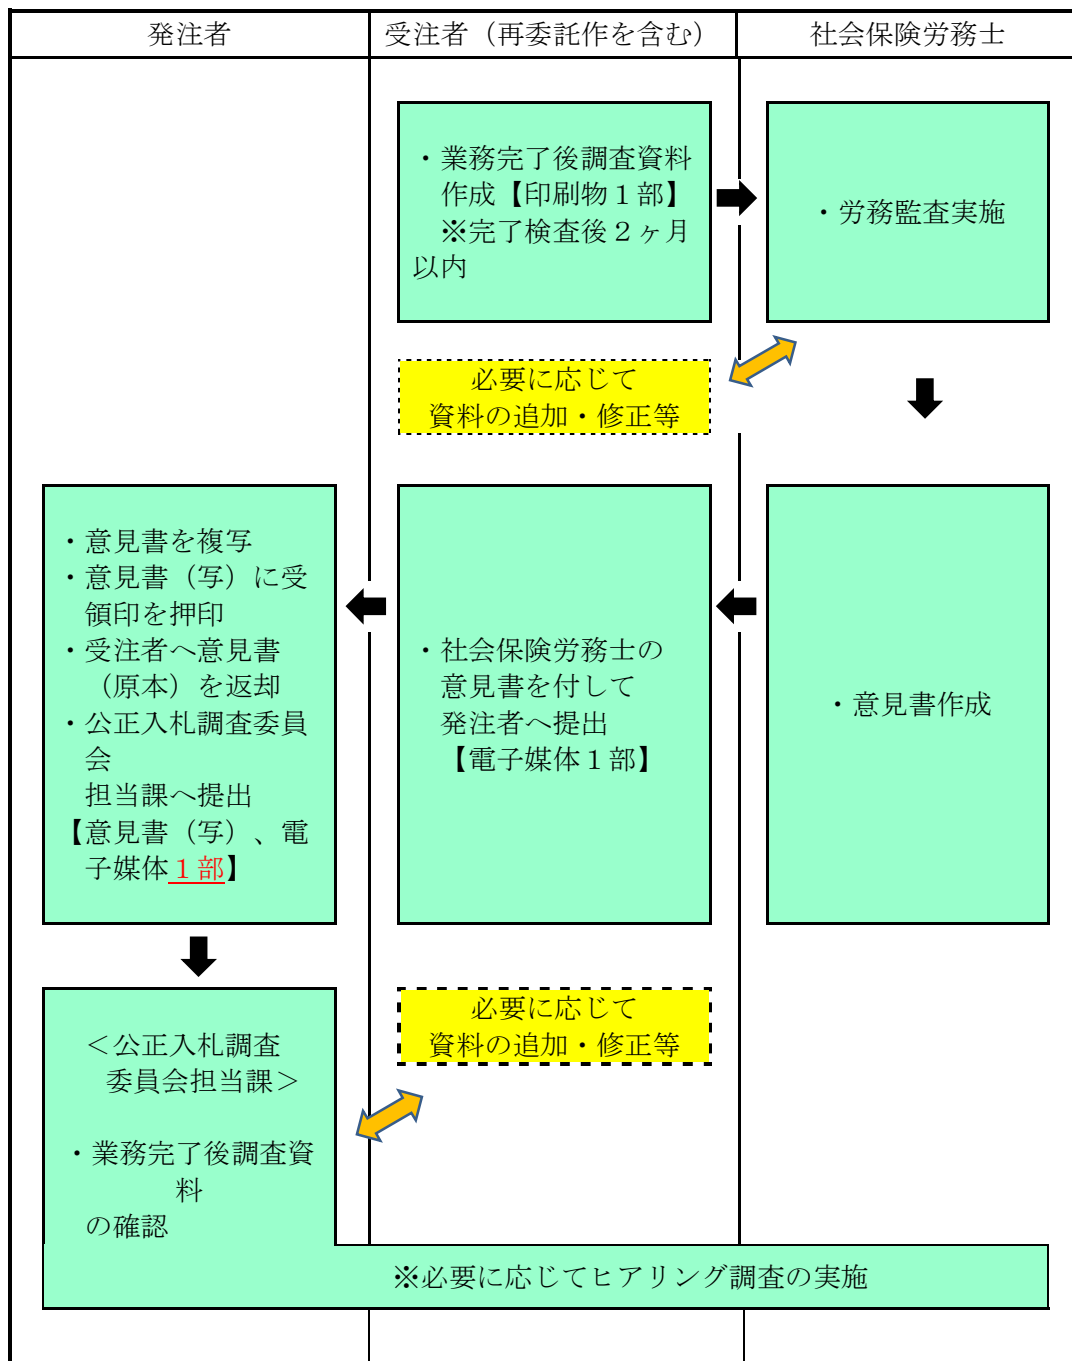 発注者
受注者（再委託作を含む）
社会保険労務士
・業務完了後調査資料
作成【印刷物１部】
※完了検査後２ヶ月
以内
・労務監査実施
必要に応じて
資料の追加・修正等
・意見書を複写
・意見書（写）に受
領印を押印
・受注者へ意見書
（原本）を返却
・公正入札調査委員
会
担当課へ提出
【意見書（写）、電
子媒体１部】
・社会保険労務士の
意見書を付して
発注者へ提出
【電子媒体１部】
・意見書作成
＜公正入札調査
委員会担当課＞
・業務完了後調査資
料
の確認
必要に応じて
資料の追加・修正等
※必要に応じてヒアリング調査の実施